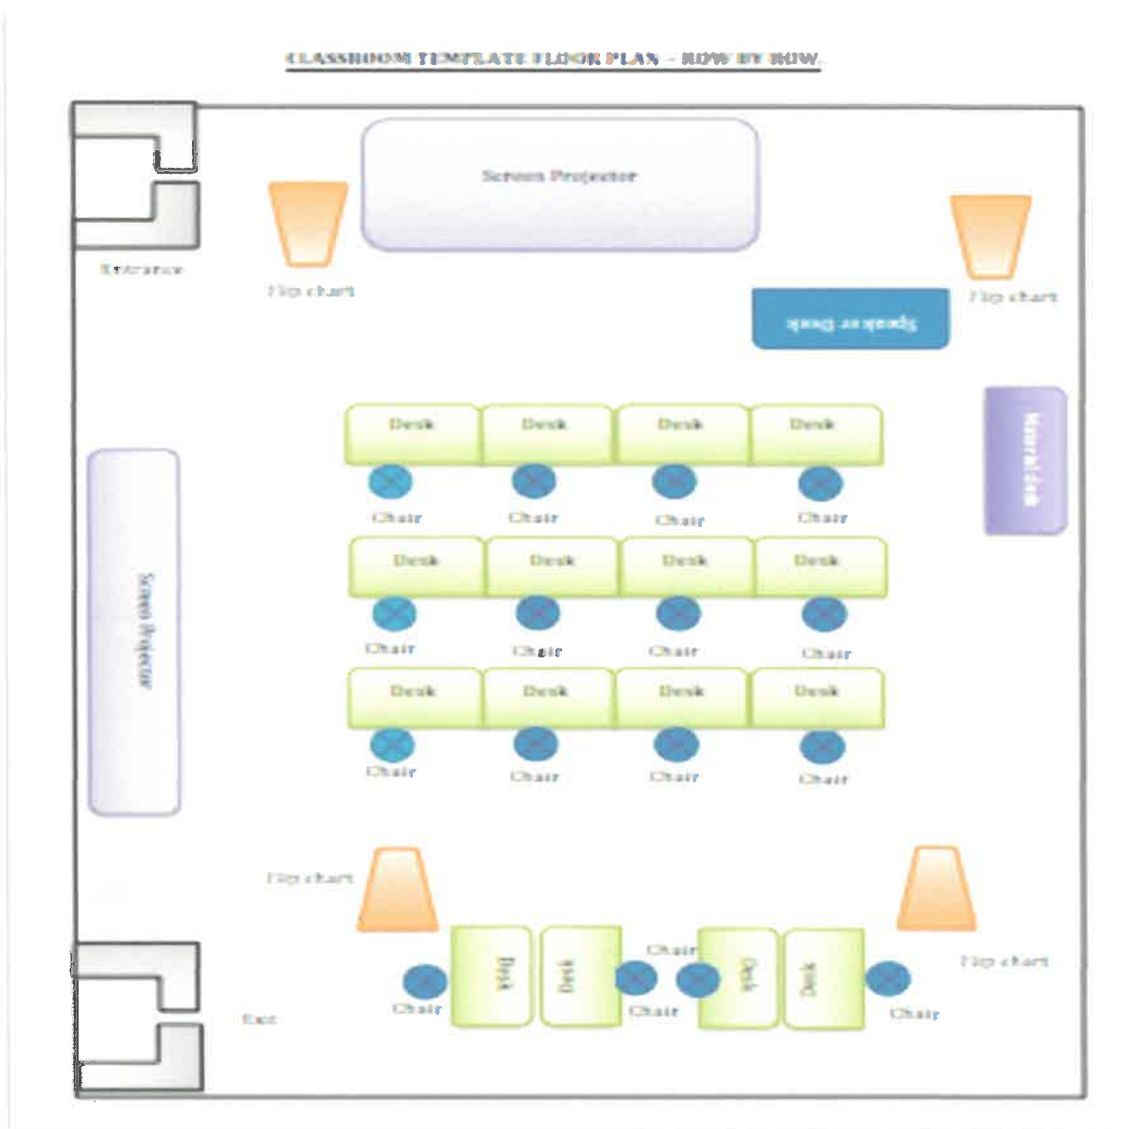 CLASSROOM TEMPLATE FLOOR PLAN – ROW BY ROW
Screen Projector
Entrance
Flip chart
Flip chart
Speaker Desk
Desk Desk Desk Desk
Chair Chair Chair Chair
Desk Desk Desk Desk
Chair Chair Chair Chair
Desk Desk Desk Desk
Chair Chair Chair Chair
Screen Projector
Flip chart
Flip chart
Chair
Desk Desk Desk Desk
Chair Chair Chair
Exit